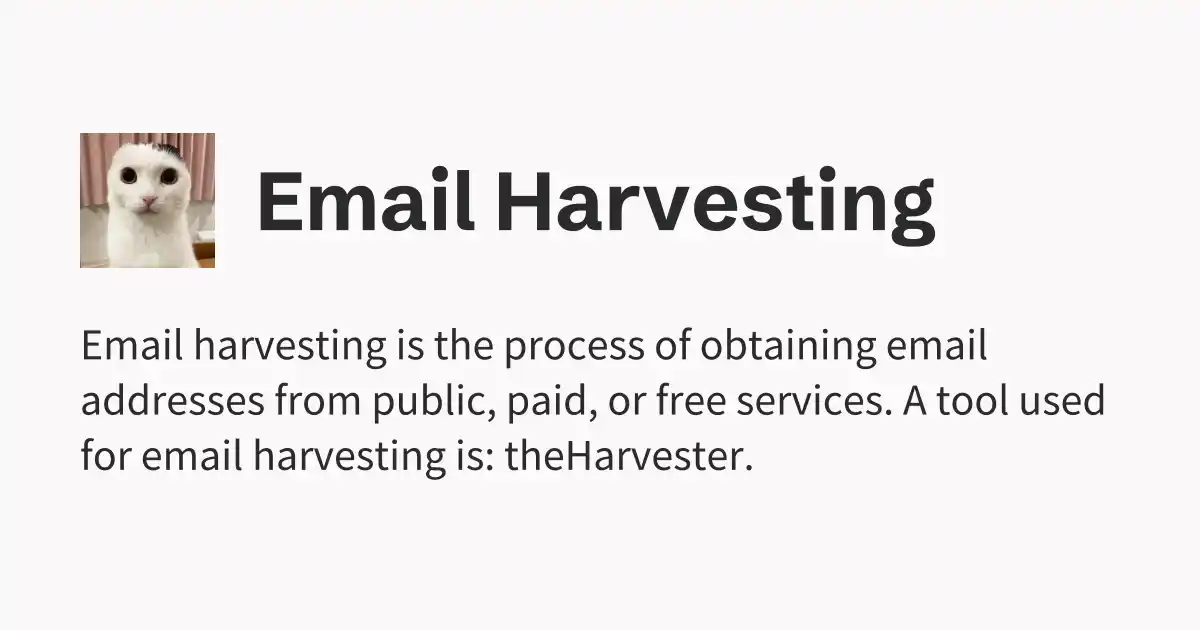 Email Harvesting
Email harvesting is the process of obtaining email
addresses from public, paid, or free services. A tool used
for email harvesting is: theHarvester.